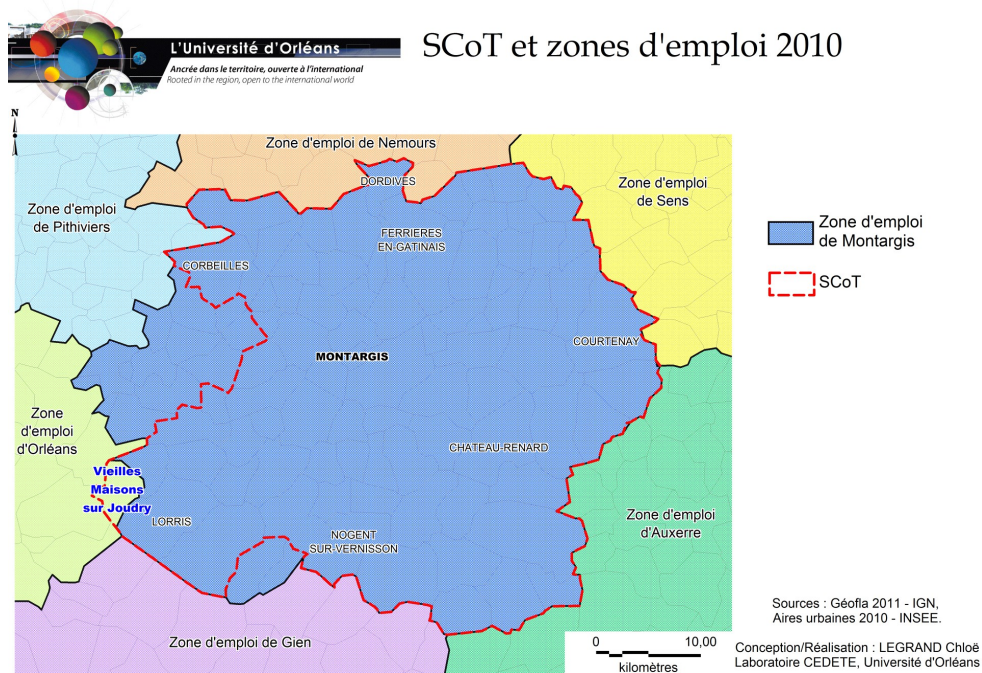 L'Université d'Orléans
Ancrée dans le territoire, ouverte à l'international
Rooted in the region, open to the international world
SCoT et zones d'emploi 2010
N
Zone d'emploi de Nemours
DORDIVES
Zone d'emploi
de Sens
Zone d'emploi
de Pithiviers
FERRIERES
EN-GATINAIS
CORBEILLES
Zone d'emploi
de Montargis
SCoT
COURTENAY
MONTARGIS
Zone
d'emploi
d'Orléans
CHATEAU-RENARD
Vieilles
Maisons
sur Joudry
LORRIS
NOGENT
SUR-VERNISSON
Zone d'emploi
d'Auxerre
Zone d'emploi de Gien
Sources : Géofla 2011 - IGN,
Aires urbaines 2010 - INSEE.
0 10,00
kilomètres
Conception/Réalisation : LEGRAND Chloë
Laboratoire CEDETE, Université d'Orléans